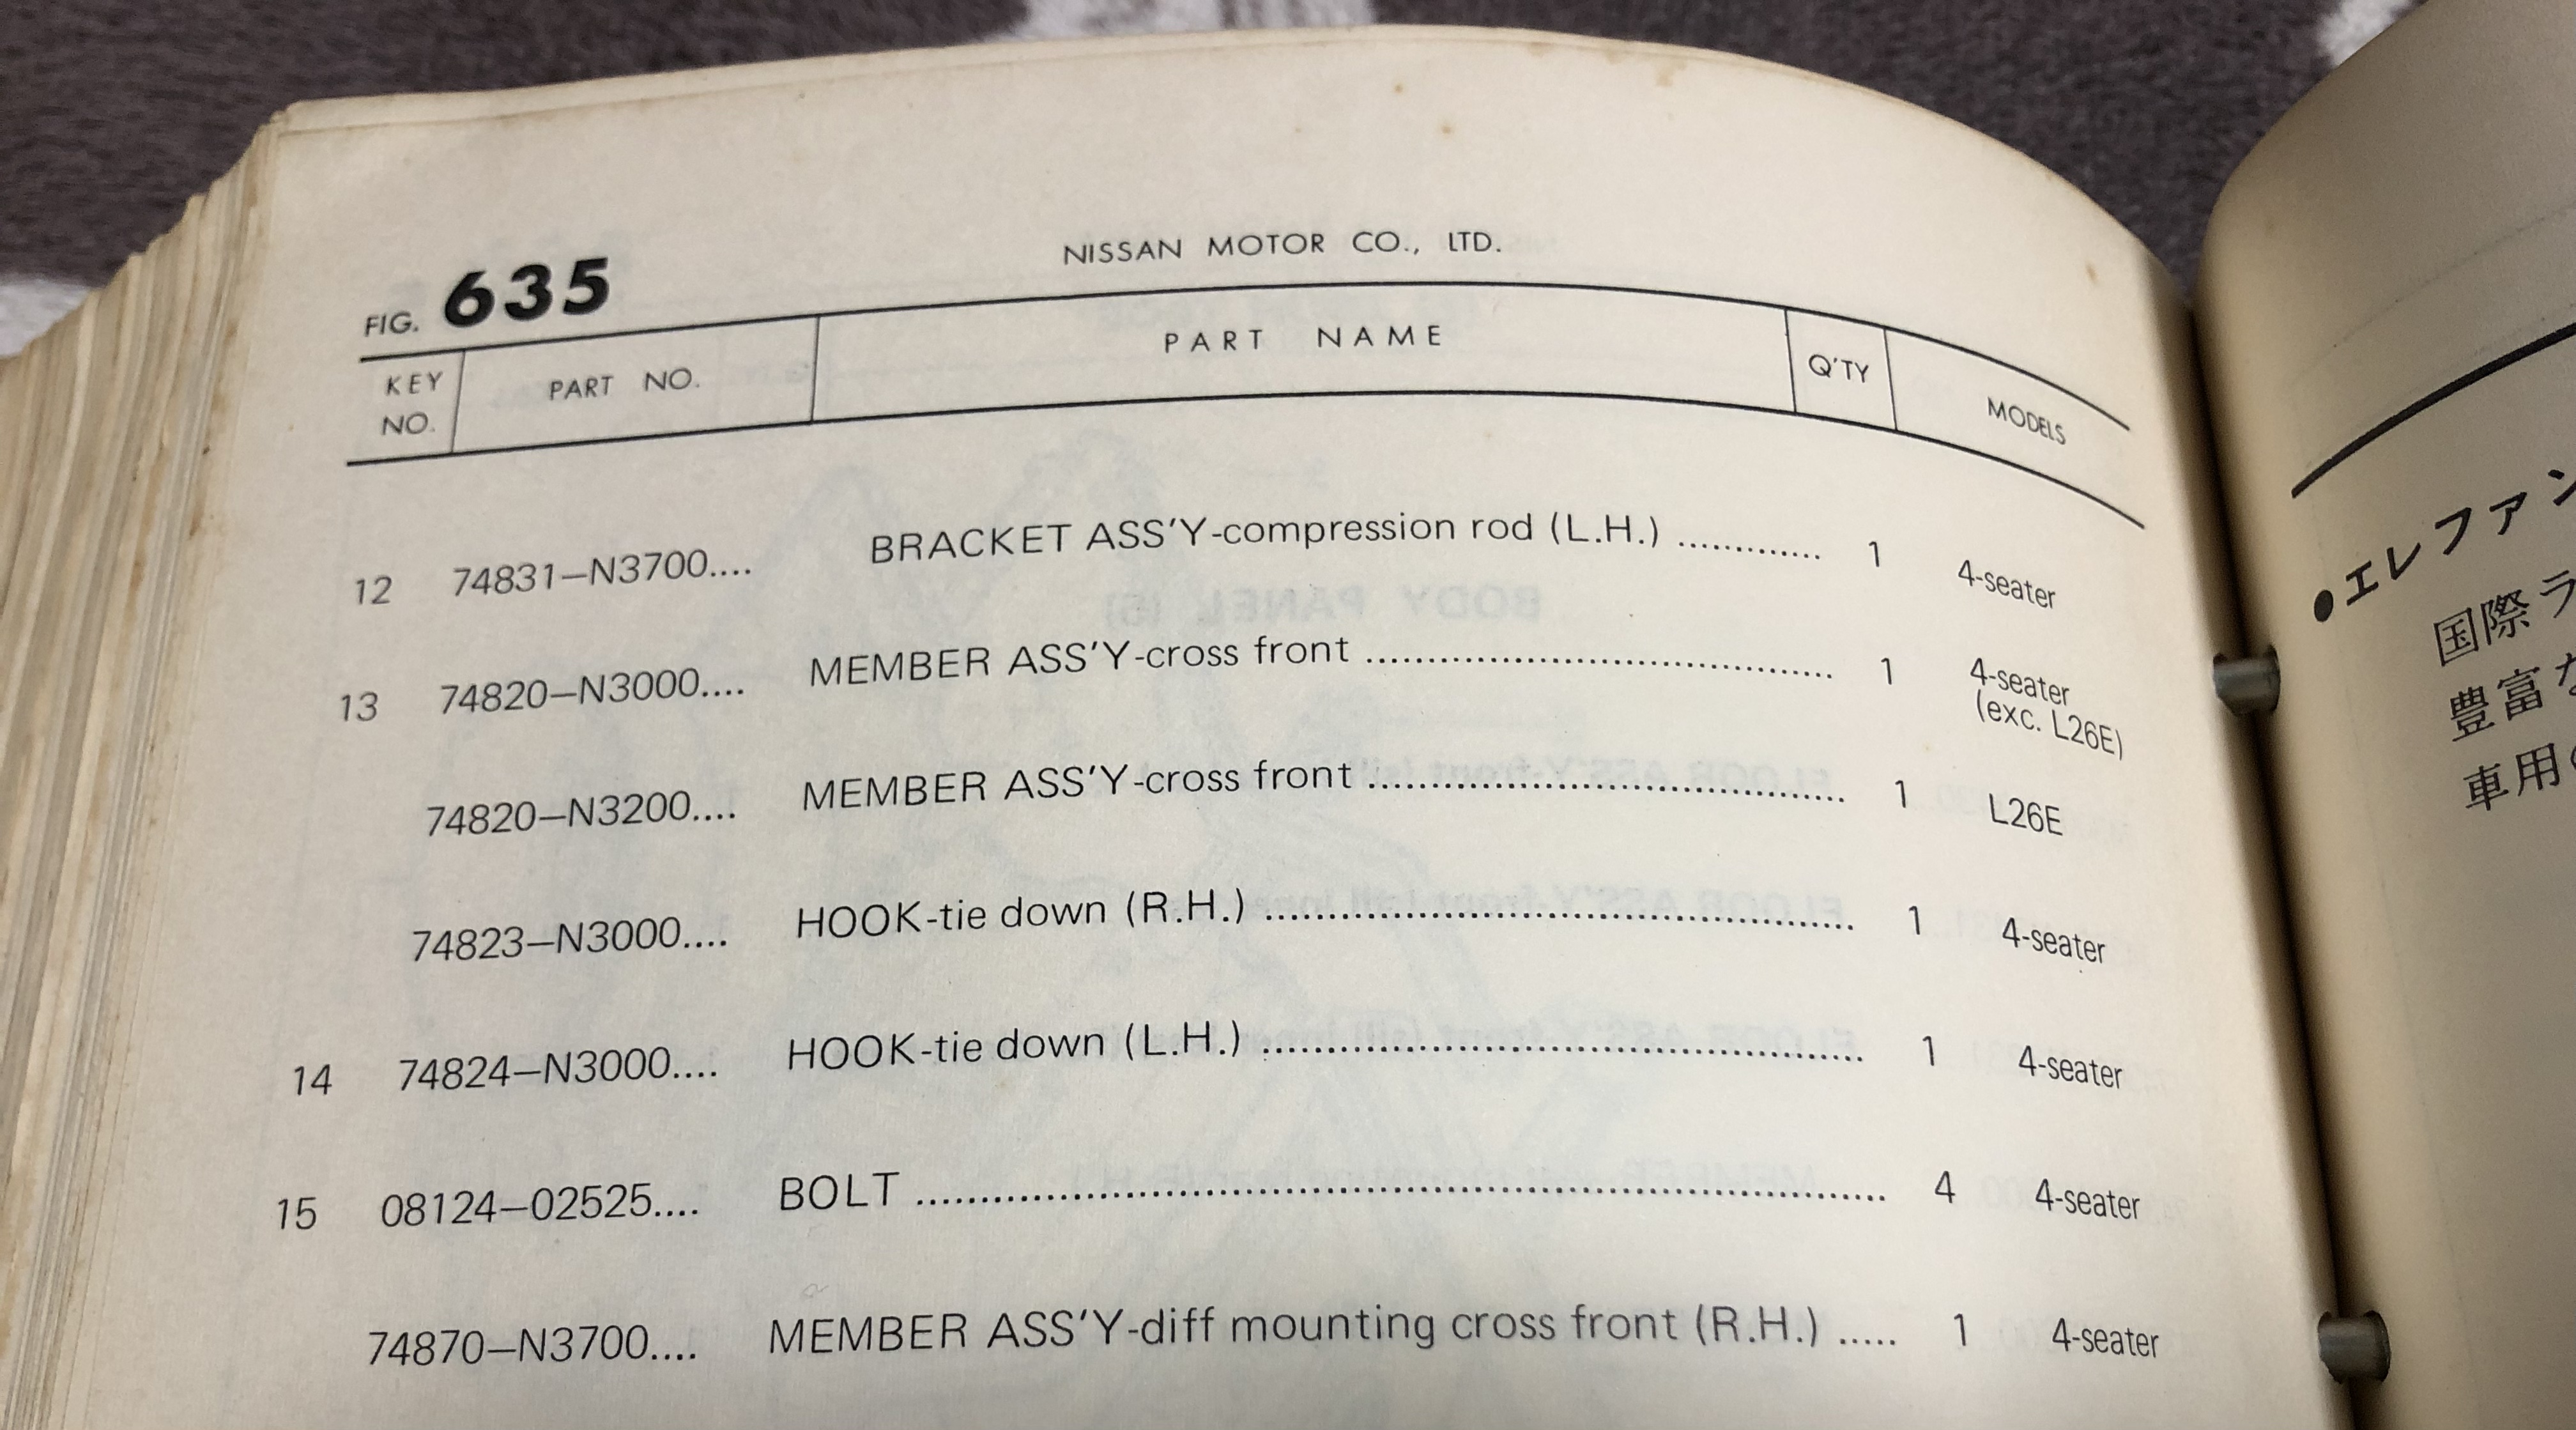 NISSAN MOTOR CO., LTD.
FIG. 635
KEY NO. PART NO. PART NAME Q'TY MODELS
12 74831–N3700.... BRACKET ASS'Y-compression rod (L.H.) ............. 1 4-seater
13 74820–N3000.... MEMBER ASS'Y-cross front ..................................... 1 4-seater
(exc. L26E)
74820–N3200.... MEMBER ASS'Y-cross front ..................................... 1 L26E
74823–N3000.... HOOK-tie down (R.H.) .............................................. 1 4-seater
14 74824–N3000.... HOOK-tie down (L.H.) .............................................. 1 4-seater
15 08124–02525.... BOLT ........................................................................... 4 4-seater
74870–N3700.... MEMBER ASS'Y-diff mounting cross front (R.H.) ..... 1 4-seater
●エレファン
国際ラ
豊富な
車用